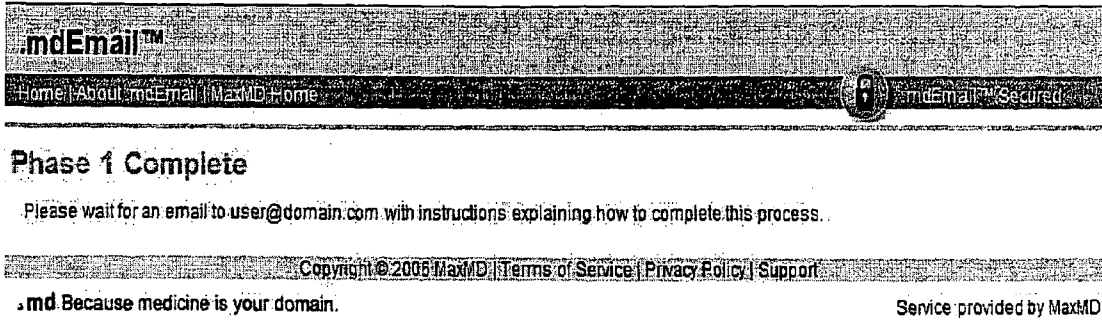 .mdEmail™
Home | About .mdEmail | MaxMD Home .mdEmail™ Secured
Phase 1 Complete
Please wait for an email to user@domain.com with instructions explaining how to complete this process.
Copyright © 2005 MaxMD | Terms of Service | Privacy Policy | Support
.md Because medicine is your domain. Service provided by MaxMD